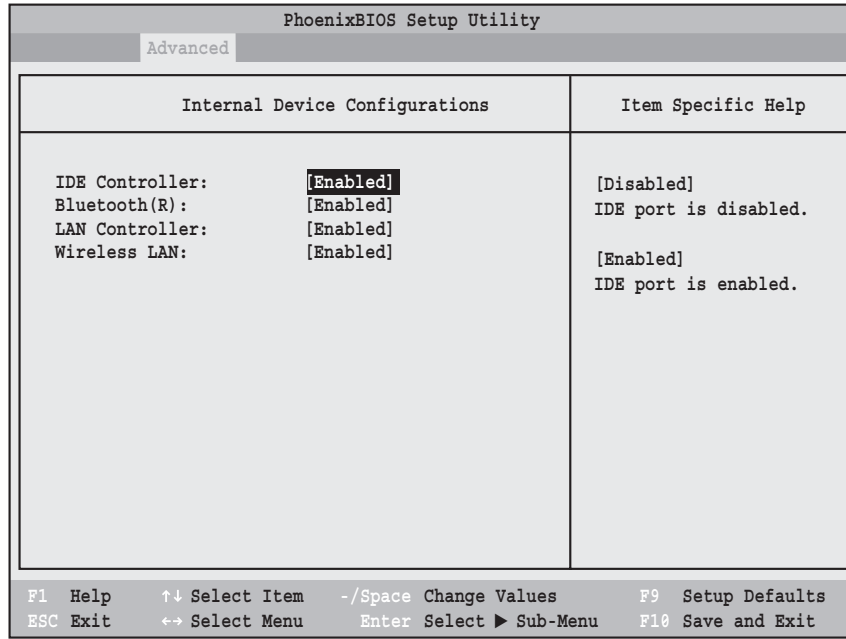 PhoenixBIOS Setup Utility
Advanced
Internal Device Configurations
Item Specific Help
IDE Controller: [Enabled]
Bluetooth(R): [Enabled]
LAN Controller: [Enabled]
Wireless LAN: [Enabled]
[Disabled]
IDE port is disabled.
[Enabled]
IDE port is enabled.
F1 Help ↑↓ Select Item -/Space Change Values F9 Setup Defaults
ESC Exit ←→ Select Menu Enter Select ▶ Sub-Menu F10 Save and Exit